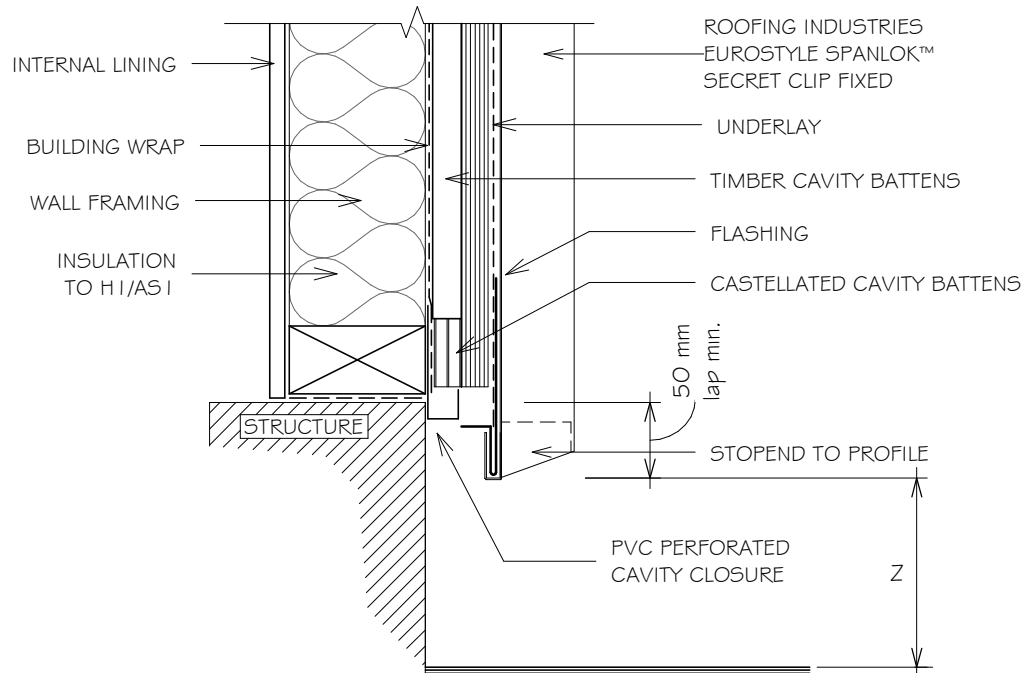 ROOFING INDUSTRIES
EUROSTYLE SPANLOK™
SECRET CLIP FIXED
INTERNAL LINING
UNDERLAY
BUILDING WRAP
TIMBER CAVITY BATTENS
WALL FRAMING
FLASHING
INSULATION
TO H1/AS1
CASTELLATED CAVITY BATTENS
50 mm
lap min.
STRUCTURE
STOPEND TO PROFILE
PVC PERFORATED
CAVITY CLOSURE
Z